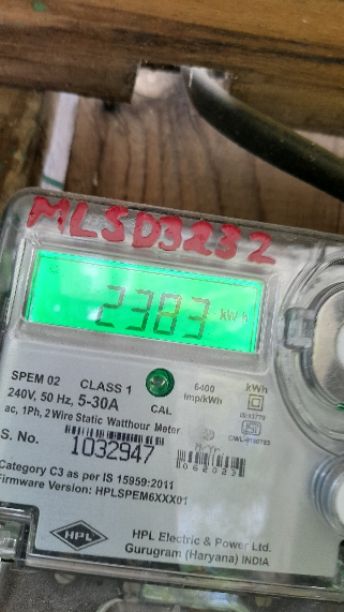 MLSD3232
2383 kWh
SPEM 02 CLASS 1 6400 kWh
240V, 50 Hz, 5-30A CAL imp/kWh
ac, 1Ph, 2Wire Static Watthour Meter
S. No. 1032947
Category C3 as per IS 15959:2011
Firmware Version: HPLSPEM6XXX01
HPL
HPL Electric & Power Ltd.
Gurugram (Haryana) INDIA